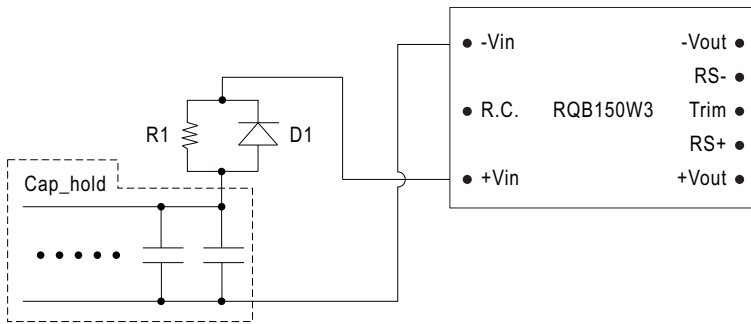 -Vin
-Vout
RS-
R.C.
RQB150W3
Trim
R1
D1
RS+
+Vin
+Vout
Cap_hold